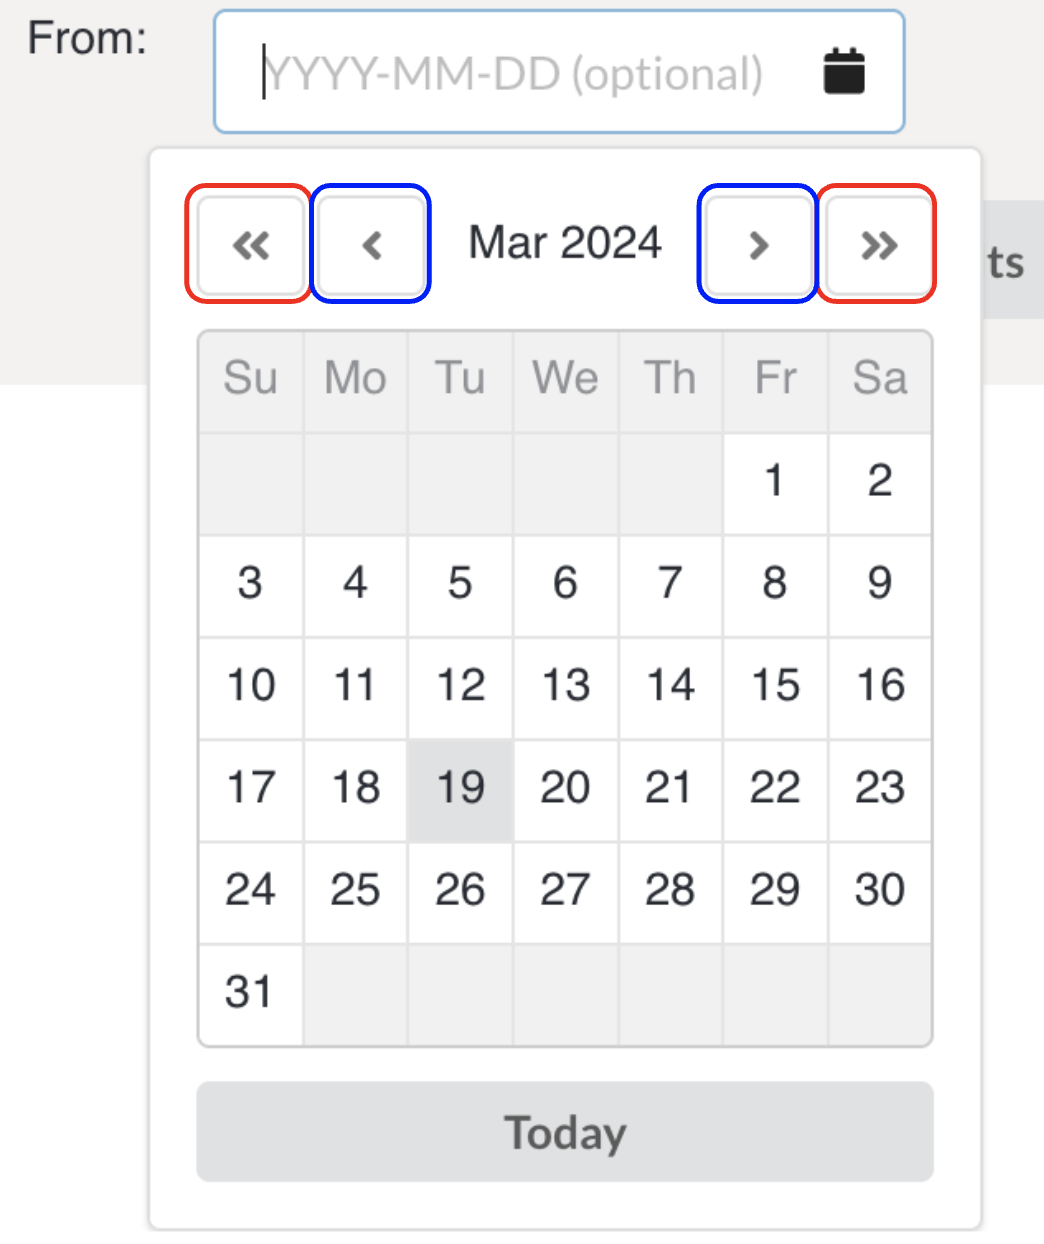 From:
YYYY-MM-DD (optional)
« ‹ Mar 2024 › »
ts
Su Mo Tu We Th Fr Sa
1 2
3 4 5 6 7 8 9
10 11 12 13 14 15 16
17 18 19 20 21 22 23
24 25 26 27 28 29 30
31
Today